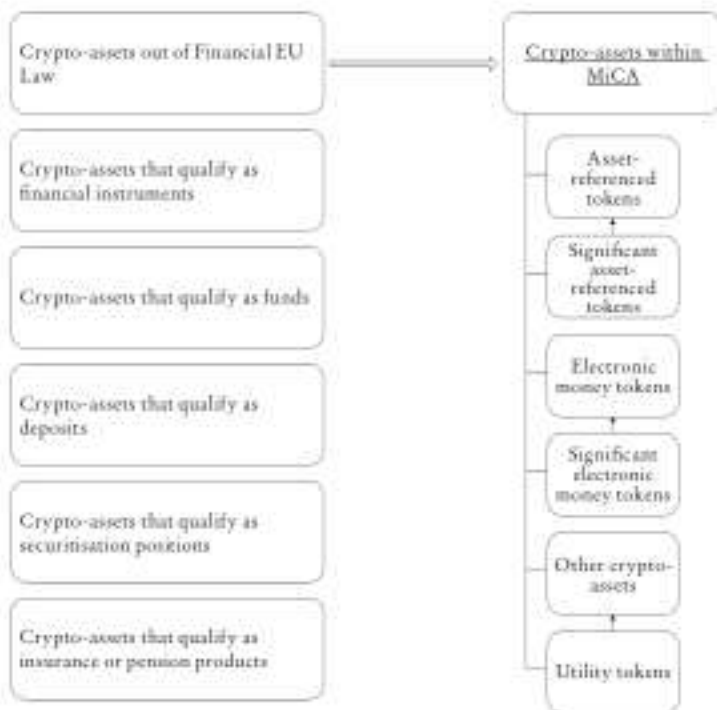 Crypto-assets out of Financial EU
Law
Crypto-assets that qualify as
financial instruments
Crypto-assets that qualify as funds
Crypto-assets that qualify as
deposits
Crypto-assets that qualify as
securitisation positions
Crypto-assets that qualify as
insurance or pension products
Crypto-assets within
MiCA
Asset-
referenced
tokens
Significant
asset-
referenced
tokens
Electronic
money tokens
Significant
electronic
money tokens
Other crypto-
assets
Utility tokens